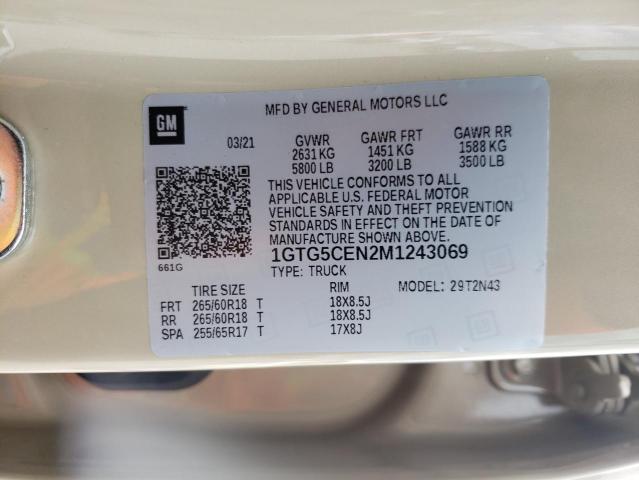 GM
MFD BY GENERAL MOTORS LLC
03/21 GVWR GAWR FRT GAWR RR
2631 KG 1451 KG 1588 KG
5800 LB 3200 LB 3500 LB
THIS VEHICLE CONFORMS TO ALL
APPLICABLE U.S. FEDERAL MOTOR
VEHICLE SAFETY AND THEFT PREVENTION
STANDARDS IN EFFECT ON THE DATE OF
MANUFACTURE SHOWN ABOVE.
661G
1GTG5CEN2M1243069
TYPE: TRUCK
TIRE SIZE RIM MODEL: 29T2N43
FRT 265/60R18 T 18X8.5J
RR 265/60R18 T 18X8.5J
SPA 255/65R17 T 17X8J